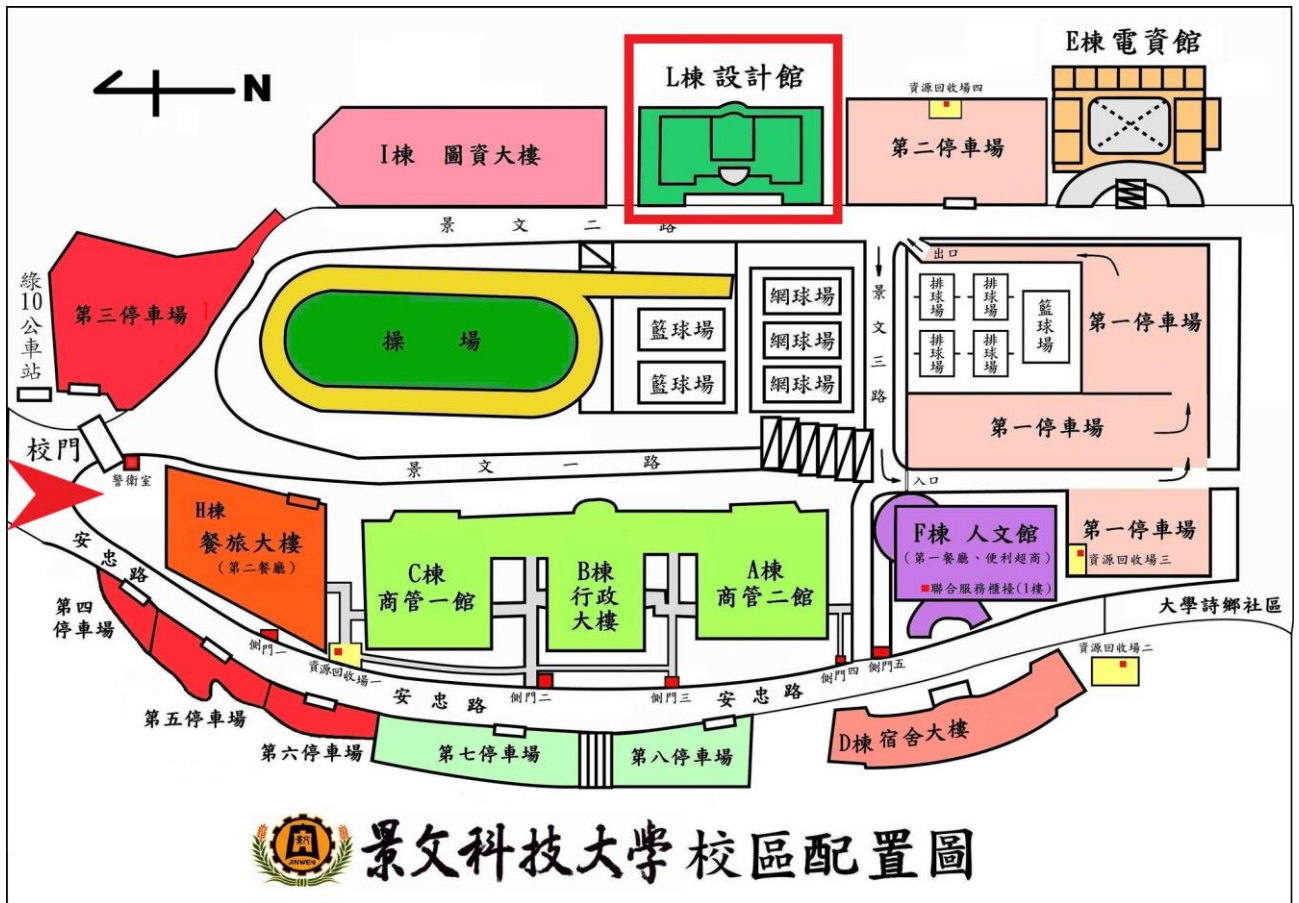 E棟電資館
L棟設計館
N
資源回收場四
第二停車場
I棟 圖資大樓
景文二路
出口
綠10公車站
第三停車場
操場
籃球場
籃球場
網球場
網球場
網球場
景文三路
排球場
排球場
排球場
排球場
籃球場
第一停車場
第一停車場
校門
警衛室
景文一路
入口
H棟
餐旅大樓
(第二餐廳)
C棟
商管一館
B棟
行政
大樓
A棟
商管二館
F棟 人文館
(第一餐廳、便利超商)
聯合服務櫃檯(1樓)
第一停車場
資源回收場三
安忠路
第四
停車場
側門一
資源回收場一
側門二
側門三
側門四
側門五
大學詩鄉社區
資源回收場二
安忠路
安忠路
第五停車場
第六停車場
第七停車場
第八停車場
D棟宿舍大樓
景文
JINWEN
景文科技大學校區配置圖